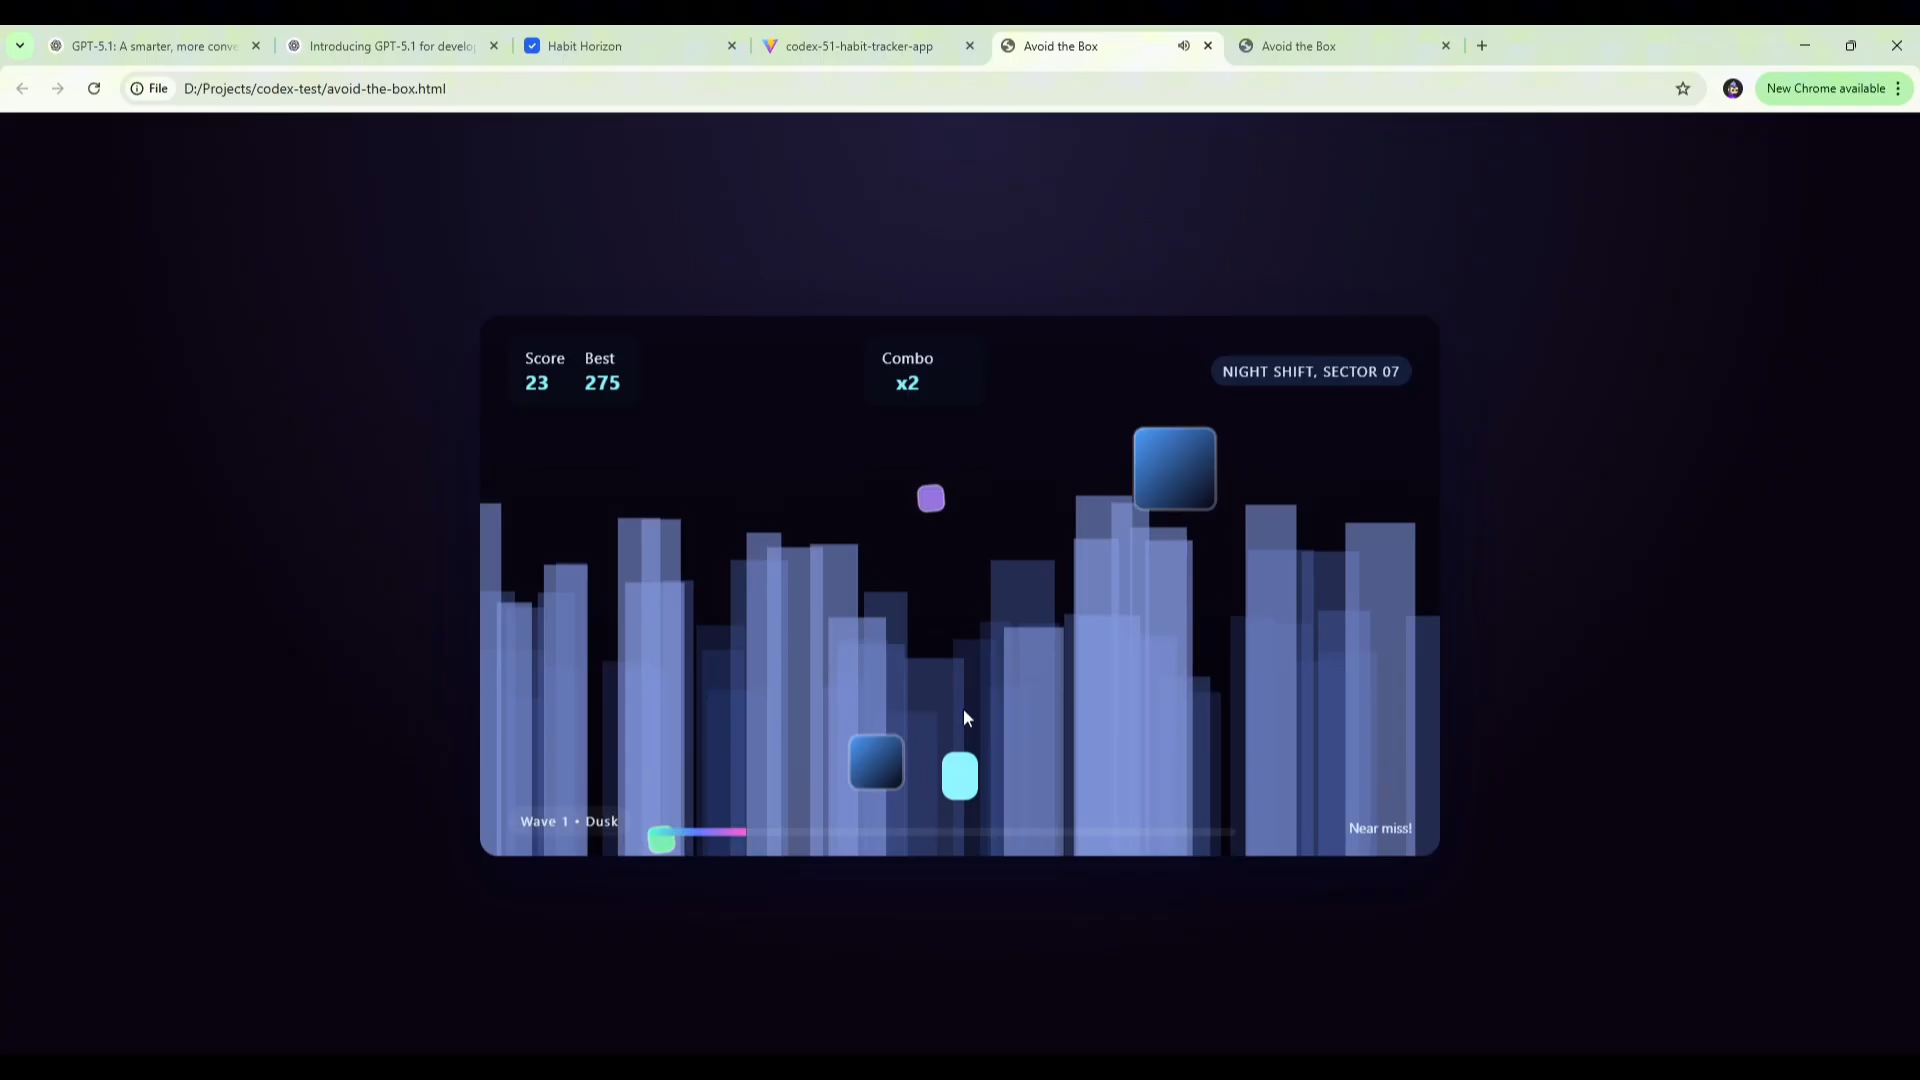 GPT-5.1: A smarter, more conve
Introducing GPT-5.1 for develo
Habit Horizon
codex-51-habit-tracker-app
Avoid the Box
Avoid the Box
File
D:/Projects/codex-test/avoid-the-box.html
New Chrome available
Score Best
23 275
Combo
x2
NIGHT SHIFT, SECTOR 07
Wave 1 • Dusk
Near miss!